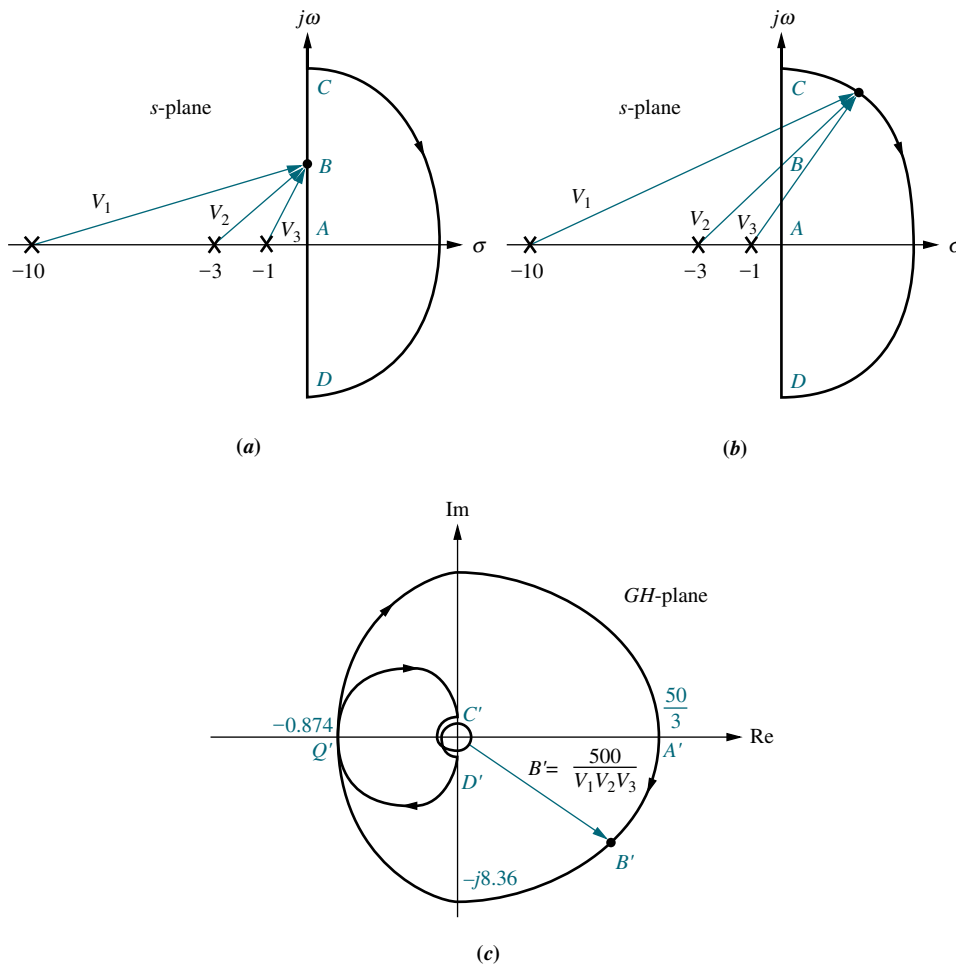 jω
C
s-plane
B
V₁
V₂
V₃
A
σ
−10
−3
−1
D
(a)
jω
C
s-plane
B
V₁
V₂
V₃
A
σ
−10
−3
−1
D
(b)
Im
GH-plane
−0.874
C′
50/3
Re
Q′
A′
B′= 500/V₁V₂V₃
D′
B′
−j8.36
(c)